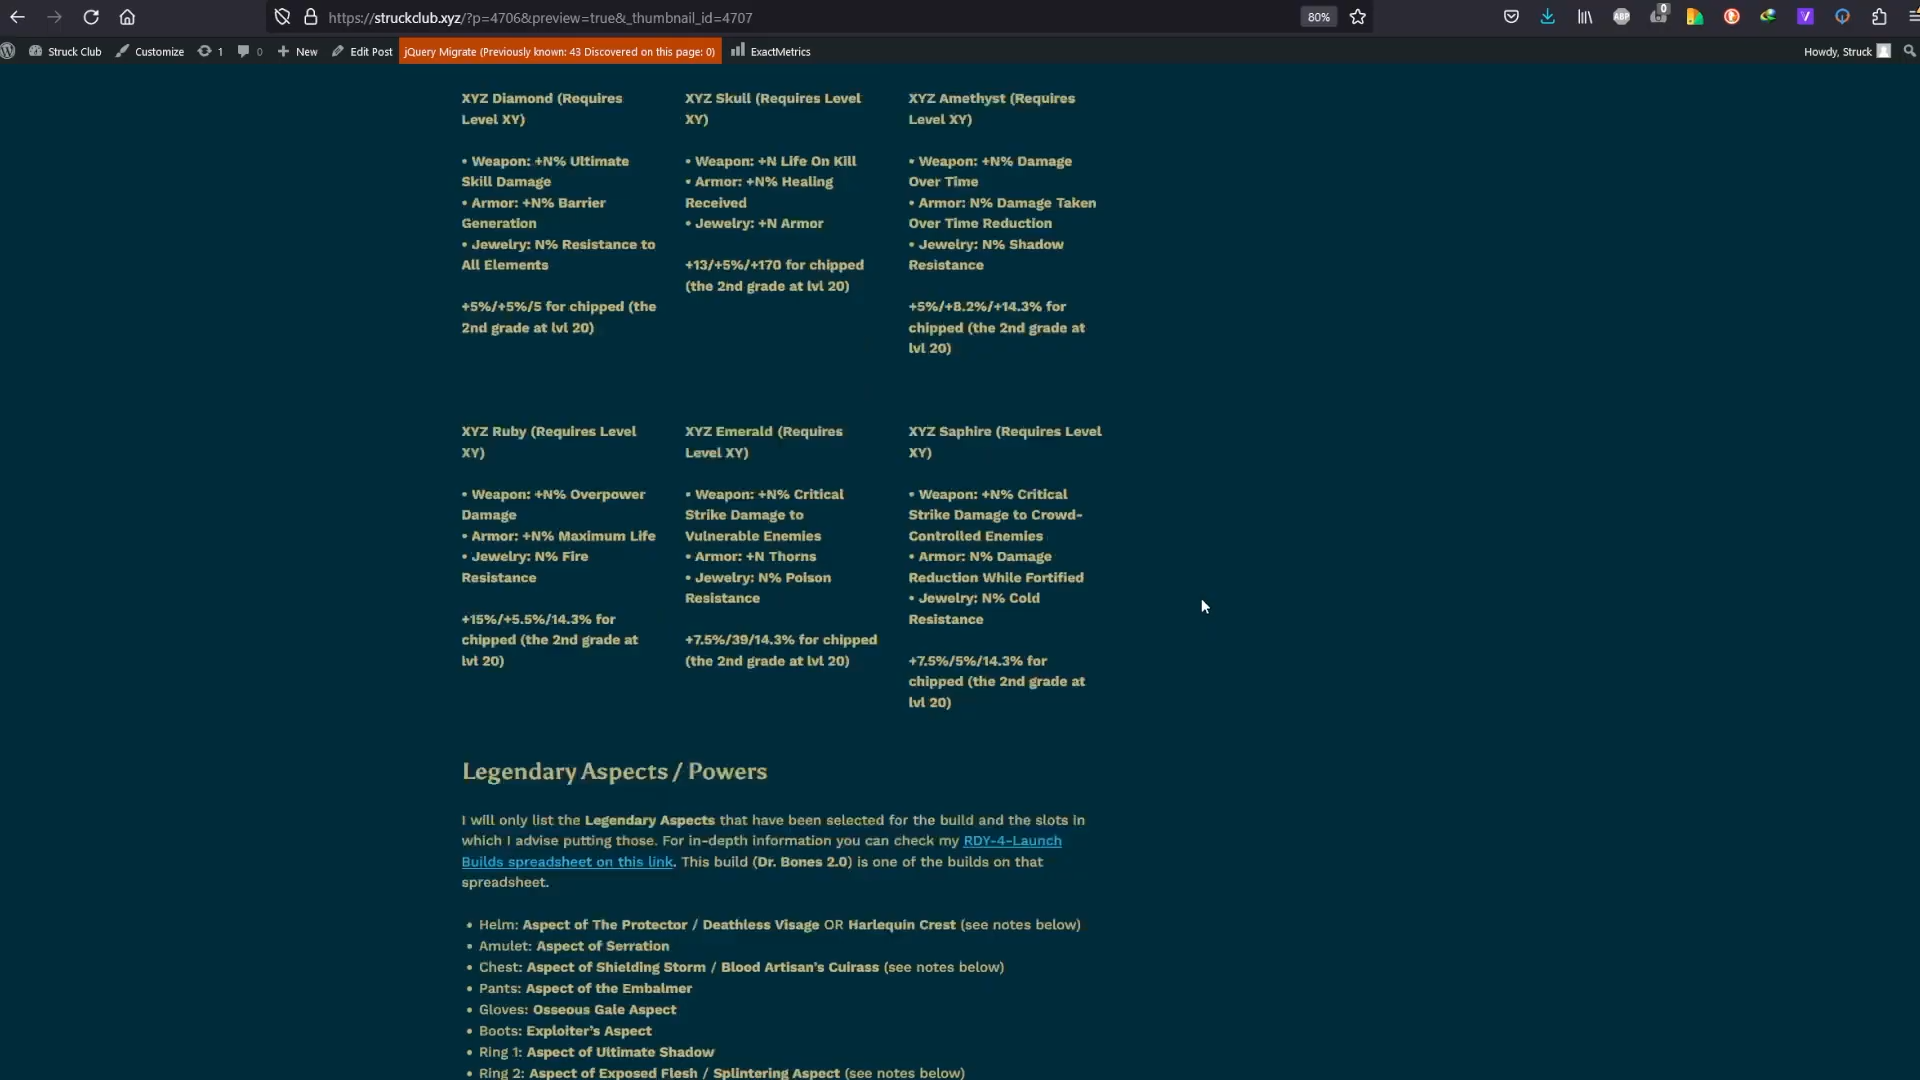 https://struckclub.xyz/?p=4706&preview=true&_thumbnail_id=4707
80%
ABP
0
Struck Club
Customize
1
0
New
Edit Post
jQuery Migrate (Previously known: 43 Discovered on this page: 0)
ExactMetrics
Howdy, Struck
XYZ Diamond (Requires
Level XY)
• Weapon: +N% Ultimate
Skill Damage
• Armor: +N% Barrier
Generation
• Jewelry: N% Resistance to
All Elements
+5%/+5%/5 for chipped (the
2nd grade at lvl 20)
XYZ Skull (Requires Level
XY)
• Weapon: +N Life On Kill
• Armor: +N% Healing
Received
• Jewelry: +N Armor
+13/+5%/+170 for chipped
(the 2nd grade at lvl 20)
XYZ Amethyst (Requires
Level XY)
• Weapon: +N% Damage
Over Time
• Armor: N% Damage Taken
Over Time Reduction
• Jewelry: N% Shadow
Resistance
+5%/+8.2%/+14.3% for
chipped (the 2nd grade at
lvl 20)
XYZ Ruby (Requires Level
XY)
• Weapon: +N% Overpower
Damage
• Armor: +N% Maximum Life
• Jewelry: N% Fire
Resistance
+15%/+5.5%/14.3% for
chipped (the 2nd grade at
lvl 20)
XYZ Emerald (Requires
Level XY)
• Weapon: +N% Critical
Strike Damage to
Vulnerable Enemies
• Armor: +N Thorns
• Jewelry: N% Poison
Resistance
+7.5%/39/14.3% for chipped
(the 2nd grade at lvl 20)
XYZ Saphire (Requires Level
XY)
• Weapon: +N% Critical
Strike Damage to Crowd-
Controlled Enemies
• Armor: N% Damage
Reduction While Fortified
• Jewelry: N% Cold
Resistance
+7.5%/5%/14.3% for
chipped (the 2nd grade at
lvl 20)
Legendary Aspects / Powers
I will only list the Legendary Aspects that have been selected for the build and the slots in
which I advise putting those. For in-depth information you can check my RDY-4-Launch
Builds spreadsheet on this link. This build (Dr. Bones 2.0) is one of the builds on that
spreadsheet.
• Helm: Aspect of The Protector / Deathless Visage OR Harlequin Crest (see notes below)
• Amulet: Aspect of Serration
• Chest: Aspect of Shielding Storm / Blood Artisan's Cuirass (see notes below)
• Pants: Aspect of the Embalmer
• Gloves: Osseous Gale Aspect
• Boots: Exploiter's Aspect
• Ring 1: Aspect of Ultimate Shadow
• Ring 2: Aspect of Exposed Flesh / Splintering Aspect (see notes below)